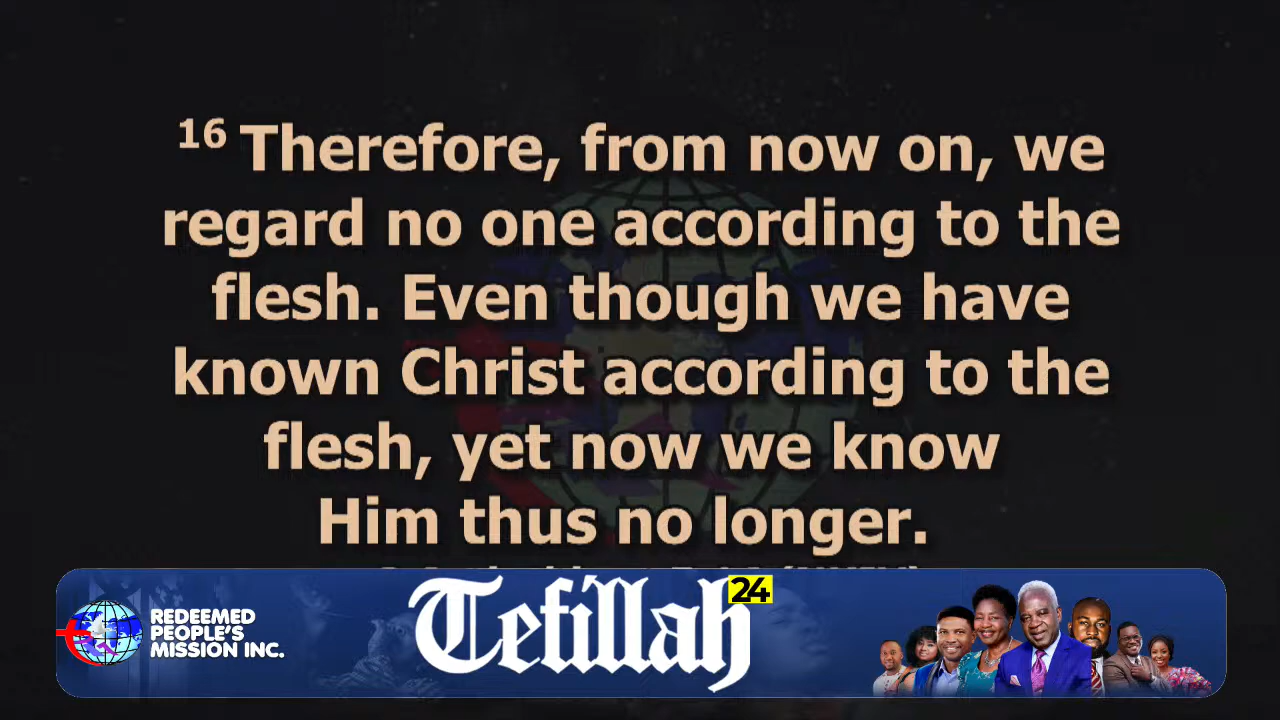 16 Therefore, from now on, we
regard no one according to the
flesh. Even though we have
known Christ according to the
flesh, yet now we know
Him thus no longer.
REDEEMED
PEOPLE'S
MISSION INC.
Tefillah
24